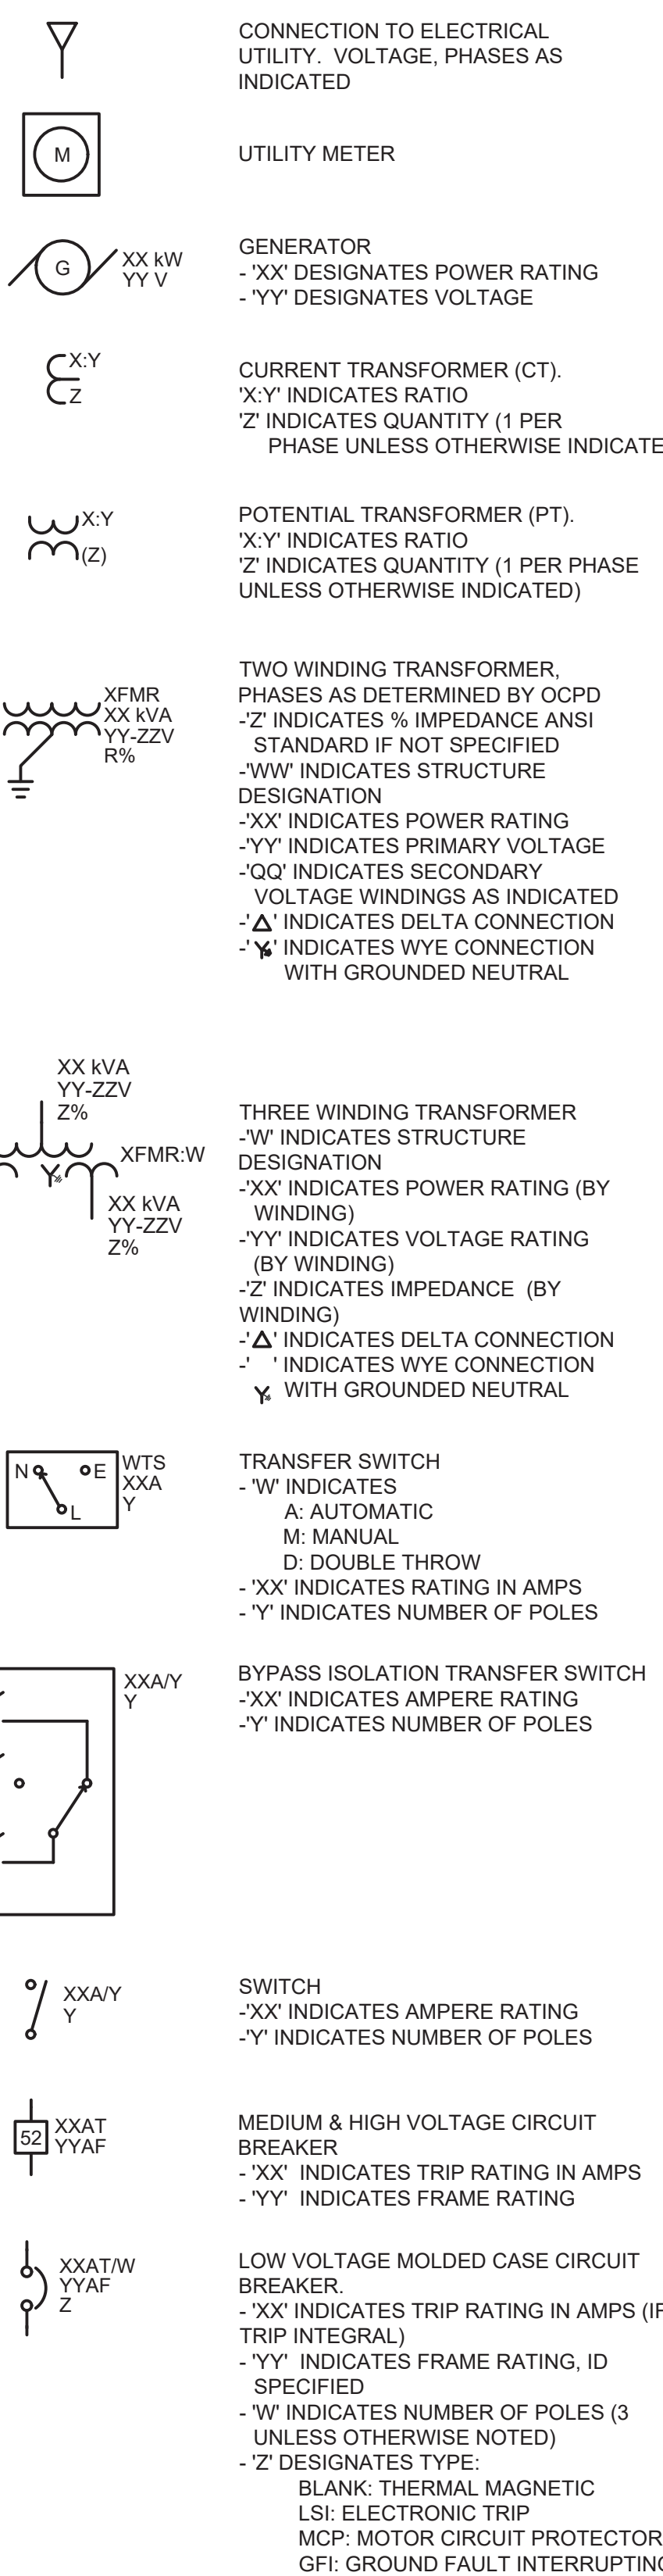 CONNECTION TO ELECTRICAL
UTILITY. VOLTAGE, PHASES AS
INDICATED
M
UTILITY METER
G
XX kW
YY V
GENERATOR
- 'XX' DESIGNATES POWER RATING
- 'YY' DESIGNATES VOLTAGE
X:Y
Z
CURRENT TRANSFORMER (CT).
'X:Y' INDICATES RATIO
'Z' INDICATES QUANTITY (1 PER
PHASE UNLESS OTHERWISE INDICATE
X:Y
(Z)
POTENTIAL TRANSFORMER (PT).
'X:Y' INDICATES RATIO
'Z' INDICATES QUANTITY (1 PER PHASE
UNLESS OTHERWISE INDICATED)
XFMR
XX kVA
YY-ZZV
R%
TWO WINDING TRANSFORMER,
PHASES AS DETERMINED BY OCPD
-'Z' INDICATES % IMPEDANCE ANSI
STANDARD IF NOT SPECIFIED
-'WW' INDICATES STRUCTURE
DESIGNATION
-'XX' INDICATES POWER RATING
-'YY' INDICATES PRIMARY VOLTAGE
-'QQ' INDICATES SECONDARY
VOLTAGE WINDINGS AS INDICATED
-'Δ' INDICATES DELTA CONNECTION
-'Y' INDICATES WYE CONNECTION
WITH GROUNDED NEUTRAL
XX kVA
YY-ZZV
Z%
XFMR:W
Y
XX kVA
YY-ZZV
Z%
THREE WINDING TRANSFORMER
-'W' INDICATES STRUCTURE
DESIGNATION
-'XX' INDICATES POWER RATING (BY
WINDING)
-'YY' INDICATES VOLTAGE RATING
(BY WINDING)
-'Z' INDICATES IMPEDANCE (BY
WINDING)
-'Δ' INDICATES DELTA CONNECTION
-' ' INDICATES WYE CONNECTION
Y WITH GROUNDED NEUTRAL
N E
L
WTS
XXA
Y
TRANSFER SWITCH
- 'W' INDICATES
A: AUTOMATIC
M: MANUAL
D: DOUBLE THROW
- 'XX' INDICATES RATING IN AMPS
- 'Y' INDICATES NUMBER OF POLES
XXA/Y
Y
BYPASS ISOLATION TRANSFER SWITCH
-'XX' INDICATES AMPERE RATING
-'Y' INDICATES NUMBER OF POLES
XXA/Y
Y
SWITCH
-'XX' INDICATES AMPERE RATING
-'Y' INDICATES NUMBER OF POLES
52
XXAT
YYAF
MEDIUM & HIGH VOLTAGE CIRCUIT
BREAKER
- 'XX' INDICATES TRIP RATING IN AMPS
- 'YY' INDICATES FRAME RATING
XXAT/W
YYAF
Z
LOW VOLTAGE MOLDED CASE CIRCUIT
BREAKER.
- 'XX' INDICATES TRIP RATING IN AMPS (IF
TRIP INTEGRAL)
- 'YY' INDICATES FRAME RATING, ID
SPECIFIED
- 'W' INDICATES NUMBER OF POLES (3
UNLESS OTHERWISE NOTED)
- 'Z' DESIGNATES TYPE:
BLANK: THERMAL MAGNETIC
LSI: ELECTRONIC TRIP
MCP: MOTOR CIRCUIT PROTECTOR
GFI: GROUND FAULT INTERRUPTING